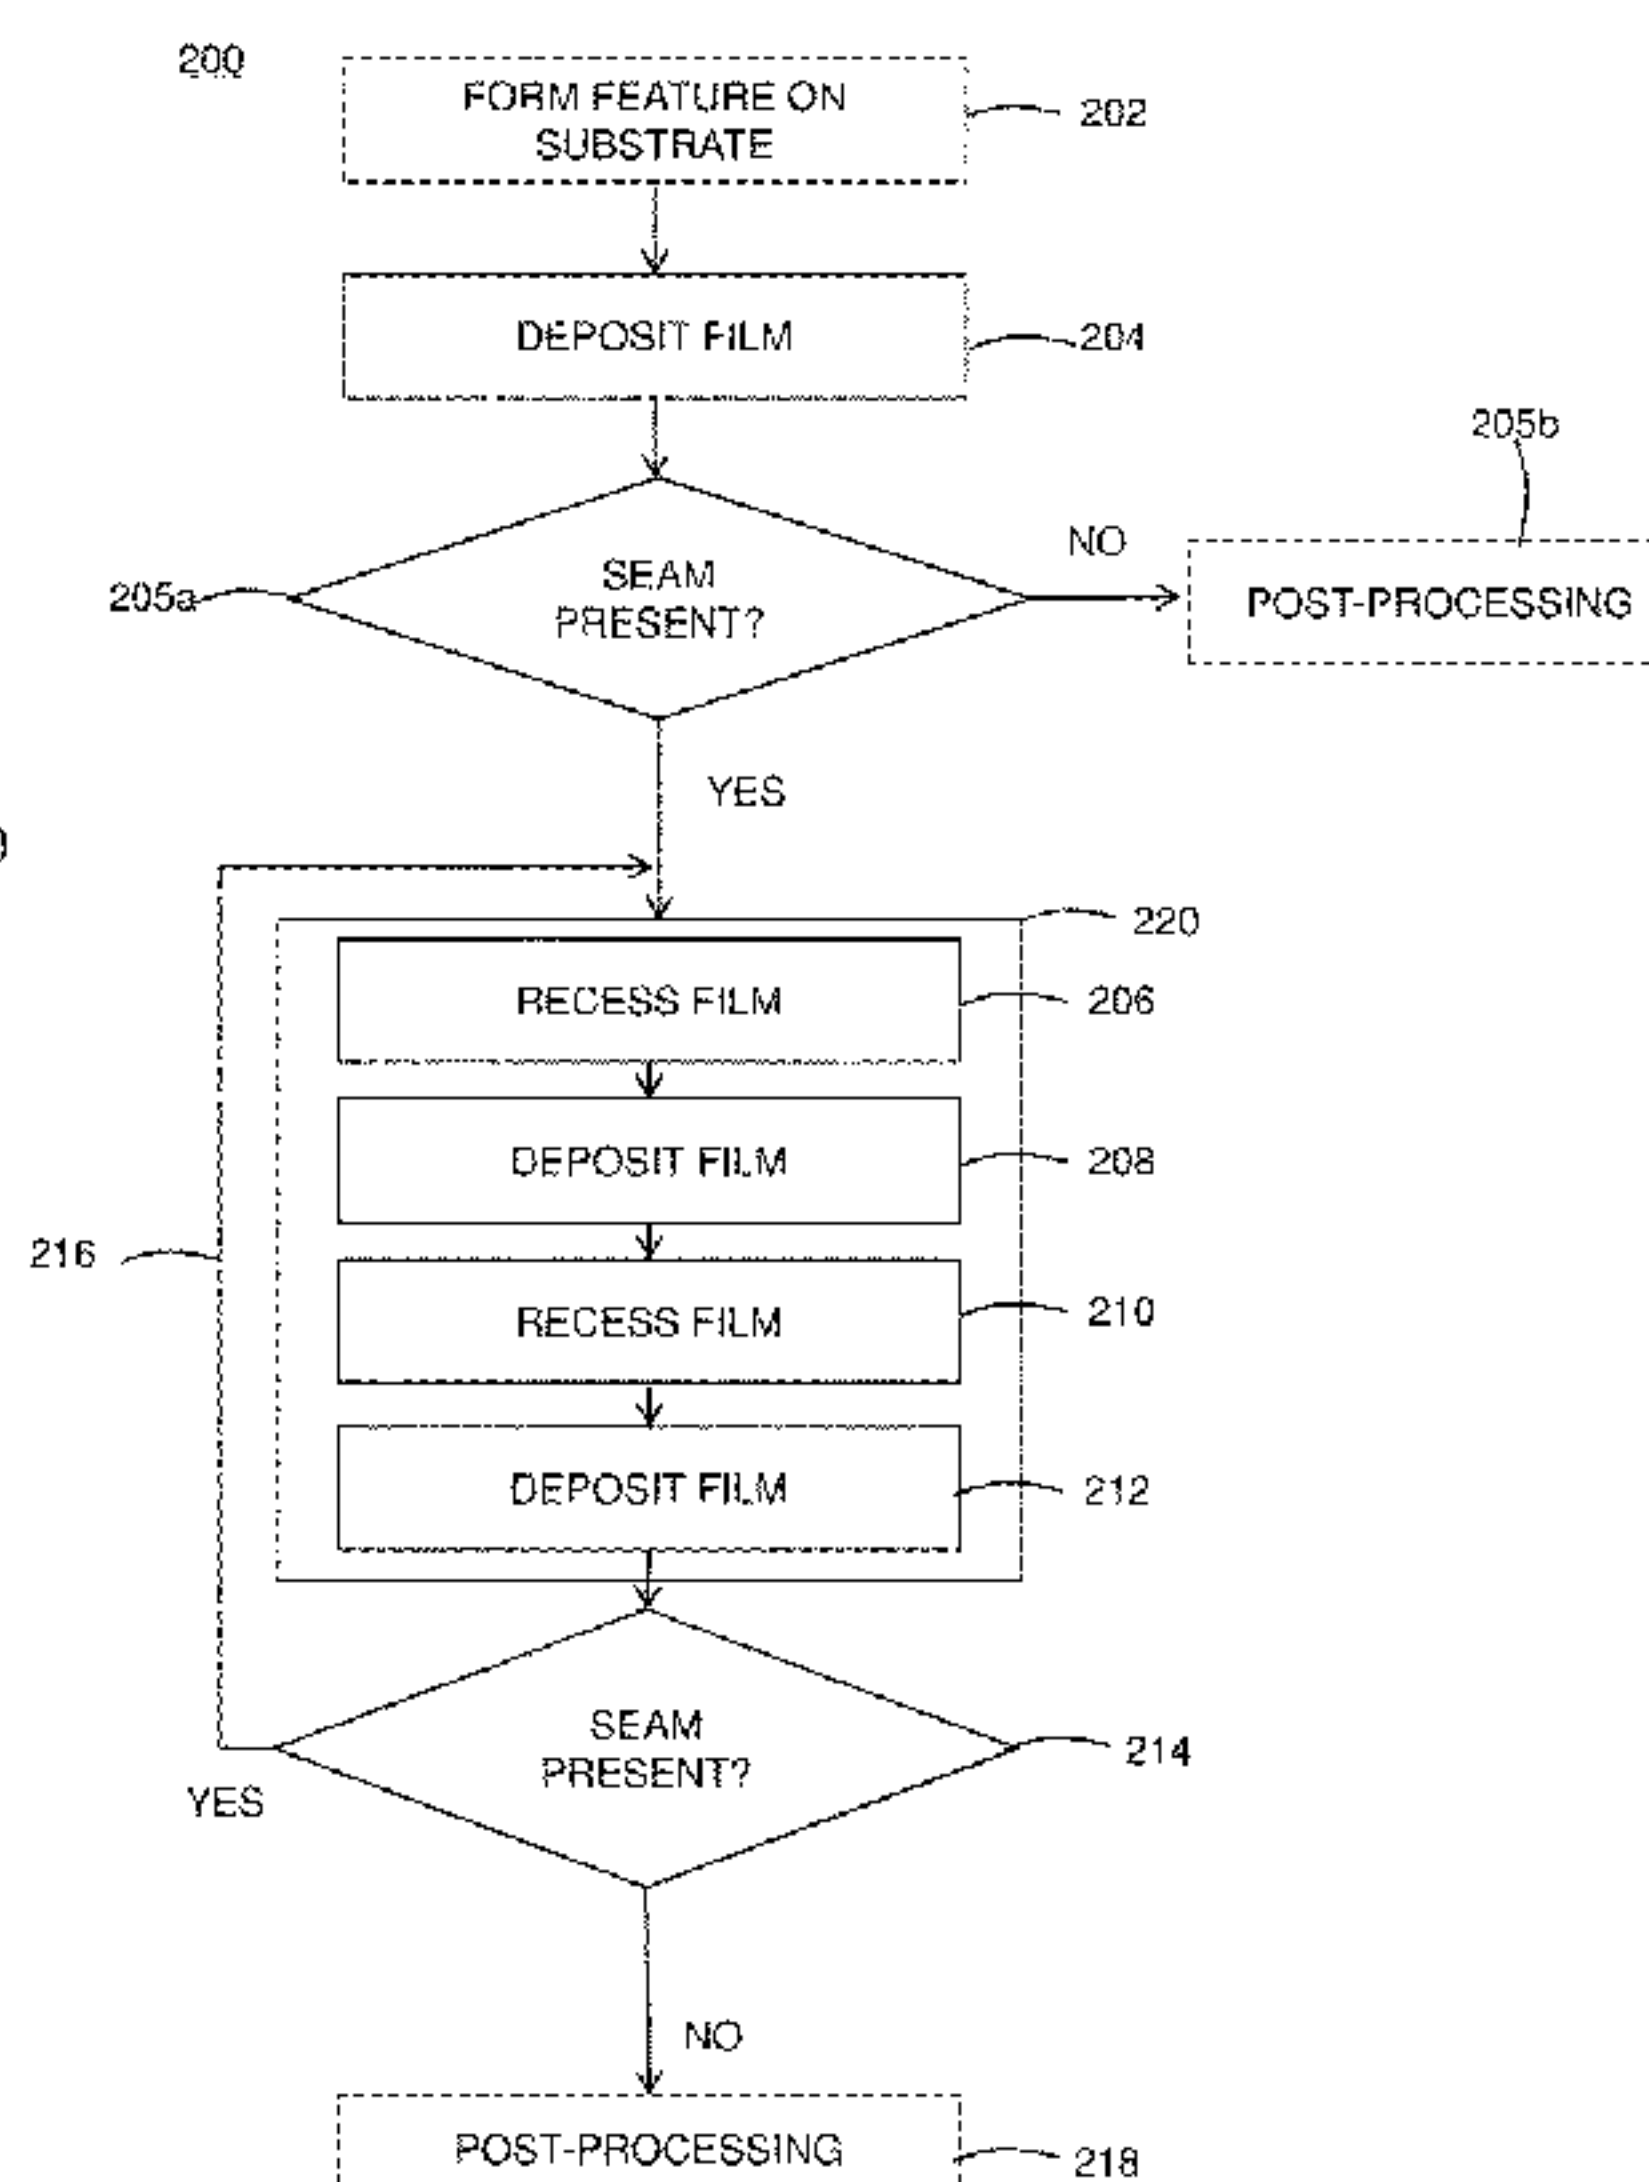 200
FORM FEATURE ON
SUBSTRATE
202
DEPOSIT FILM
204
205b
NO
205a
SEAM
PRESENT?
POST-PROCESSING
YES
220
RECESS FILM
206
DEPOSIT FILM
208
216
RECESS FILM
210
DEPOSIT FILM
212
SEAM
PRESENT?
214
YES
NO
POST-PROCESSING
218